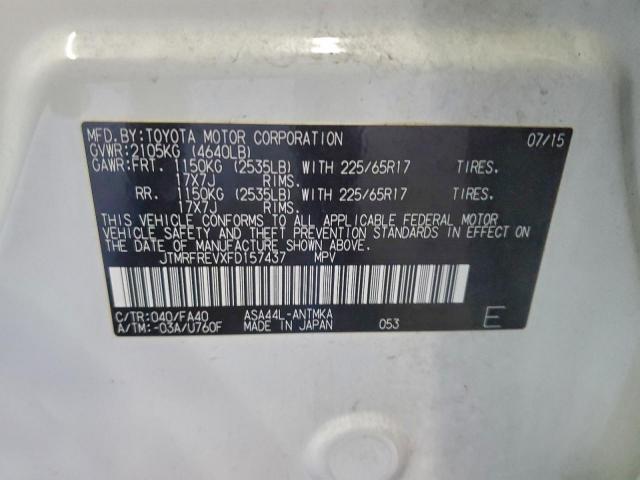 MFD.BY:TOYOTA MOTOR CORPORATION 07/15
GVWR:2105KG (4640LB)
GAWR:FRT. 1150KG (2535LB) WITH 225/65R17 TIRES.
17X7J RIMS.
RR. 1150KG (2535LB) WITH 225/65R17 TIRES.
17X7J RIMS.
THIS VEHICLE CONFORMS TO ALL APPLICABLE FEDERAL MOTOR
VEHICLE SAFETY AND THEFT PREVENTION STANDARDS IN EFFECT
ON THE DATE OF MANUFACTURE SHOWN ABOVE.
JTMRFREVXFD157437 MPV
C/TR:040/FA40 ASA44L-ANTMKA
A/TM:-03A/U760F MADE IN JAPAN 053 E